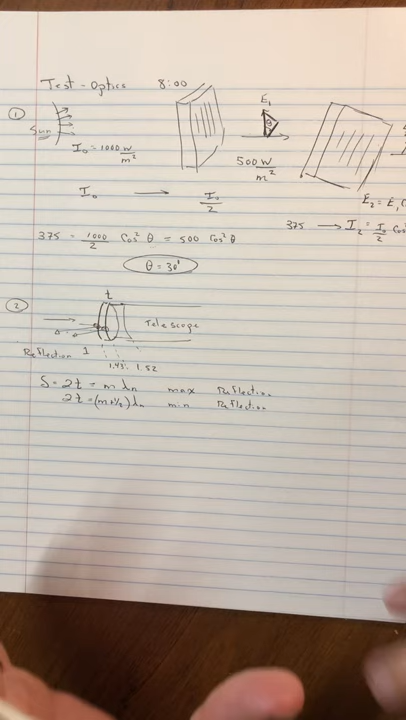 Test - Optics 8:00
①
Sun
I₀ = 1000 W/m²
E₁
θ
500 W/m²
E₂ = E₁
I₀ → I₀/2
375 → I₂ = I₀/2 Cos²
375 = 1000/2 Cos² θ = 500 Cos² θ
θ = 30°
②
t
Telescope
Reflection 1
1.43 1.52
δ = 2t = m λn max Reflection
2t = (m+1/2) λn min Reflection